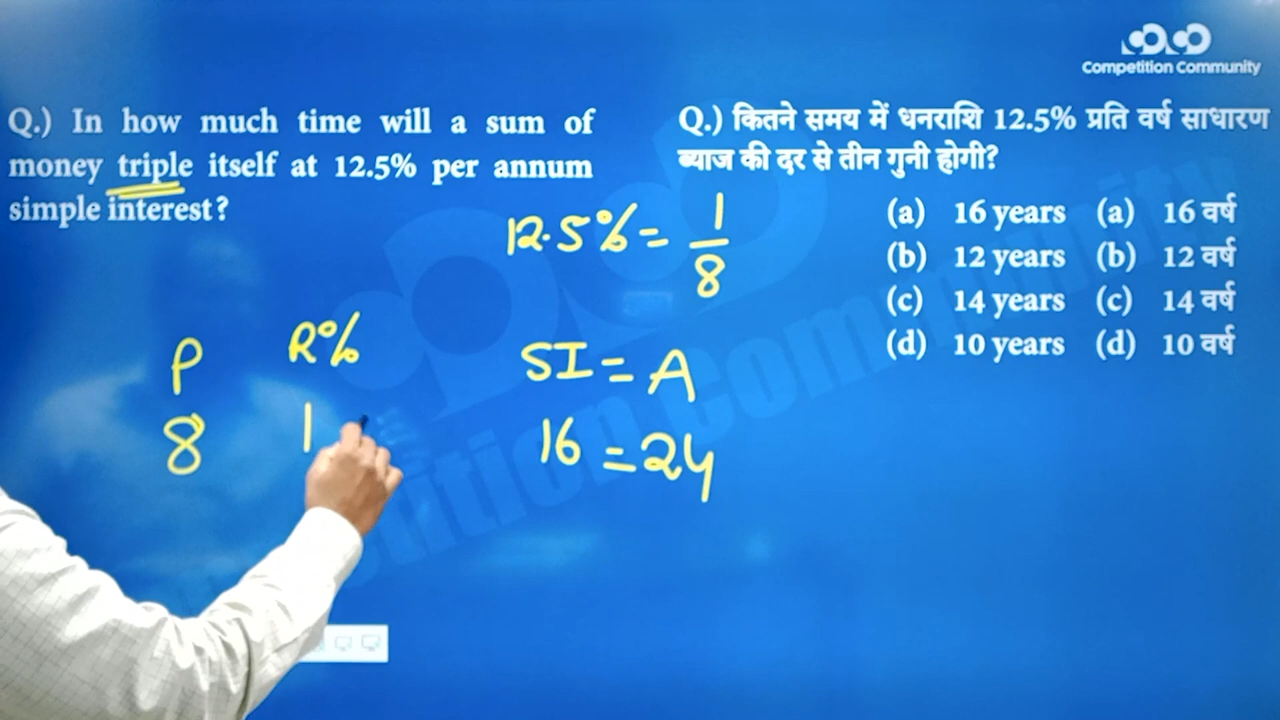 Competition Community
Q.) In how much time will a sum of
money triple itself at 12.5% per annum
simple interest?
Q.) कितने समय में धनराशि 12.5% प्रति वर्ष साधारण
ब्याज की दर से तीन गुनी होगी?
(a) 16 years (a) 16 वर्ष
(b) 12 years (b) 12 वर्ष
(c) 14 years (c) 14 वर्ष
(d) 10 years (d) 10 वर्ष
12.5% = 1/8
P R% SI = A
8 1 16 = 24